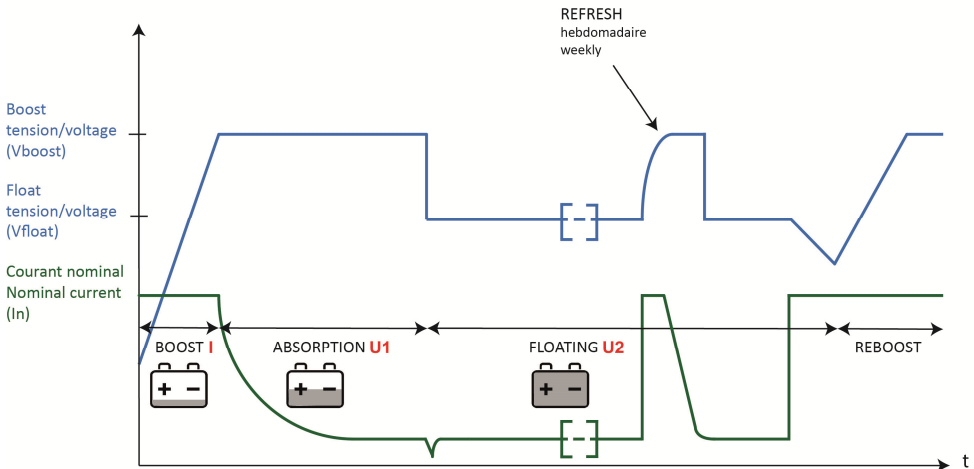 REFRESH
hebdomadaire
weekly
Boost
tension/voltage
(Vboost)
Float
tension/voltage
(Vfloat)
Courant nominal
Nominal current
(In)
BOOST I
ABSORPTION U1
FLOATING U2
REBOOST
+ −
+ −
+ −
t